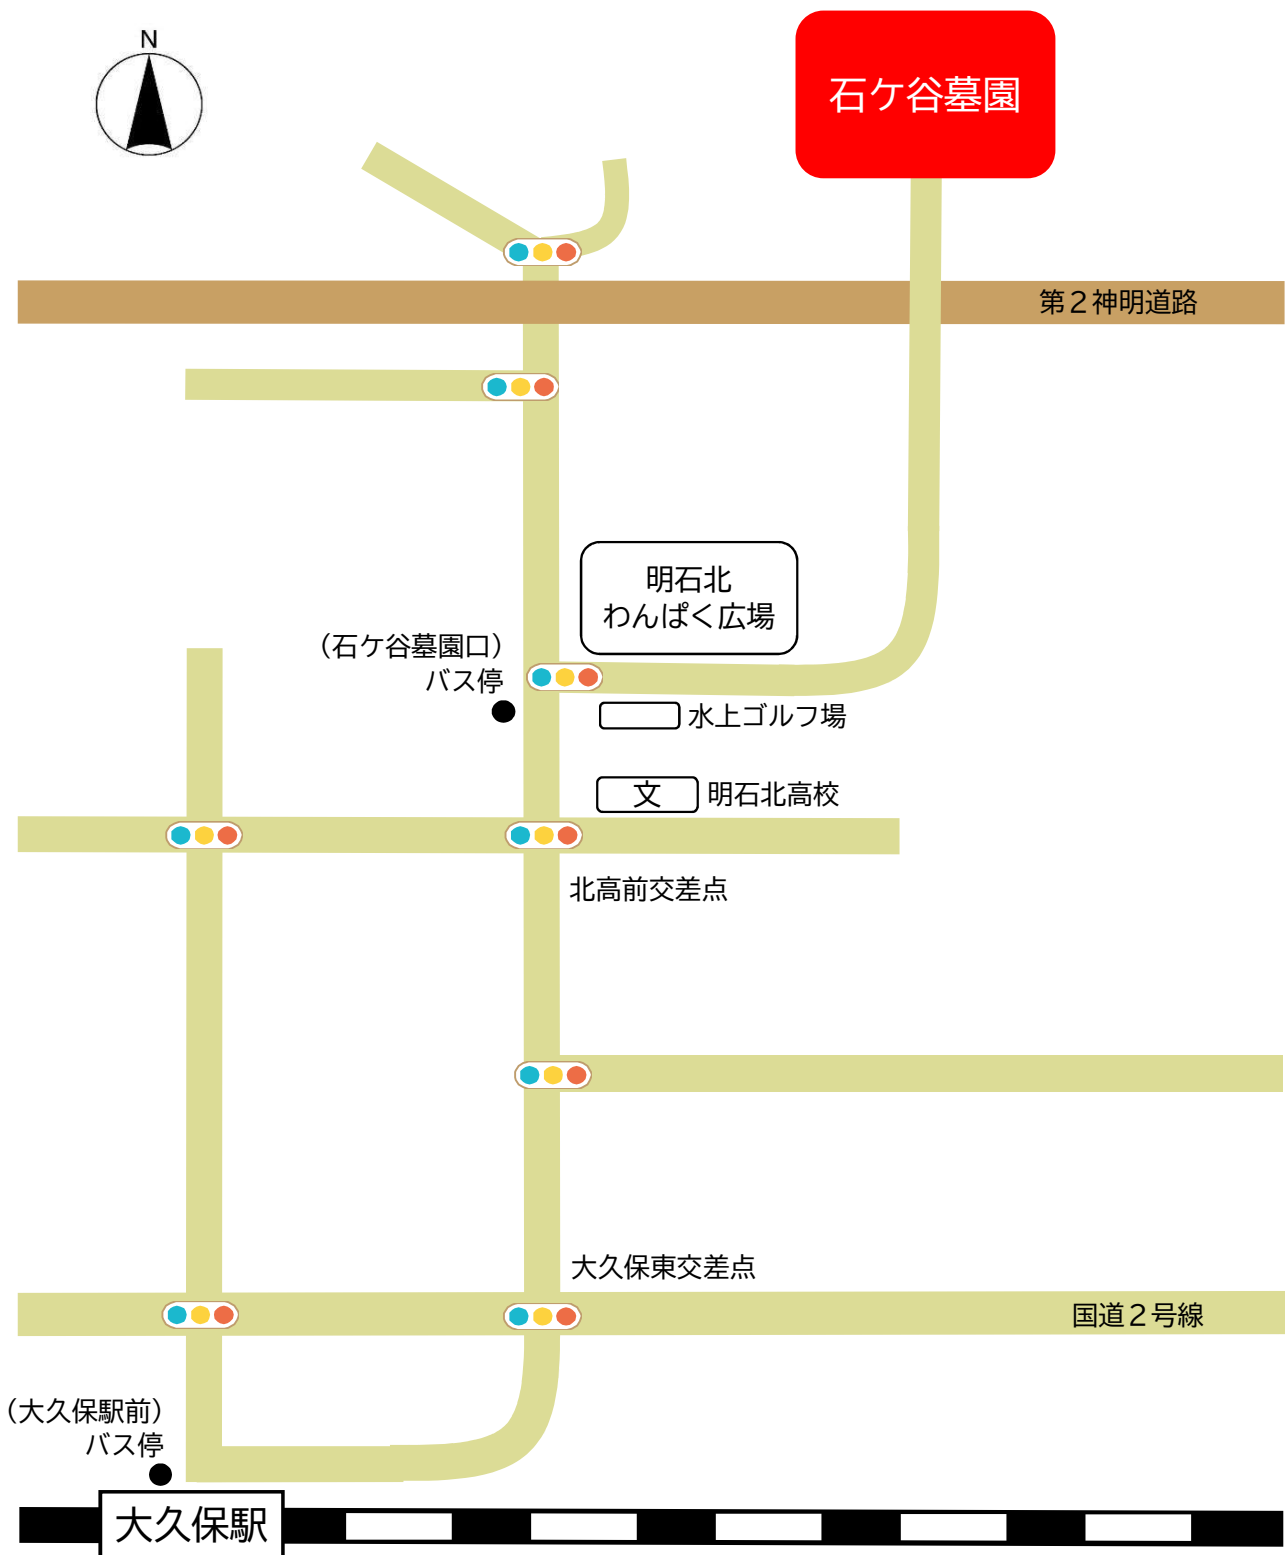 N
石ケ谷墓園
第２神明道路
明石北
わんぱく広場
（石ケ谷墓園口）
バス停
水上ゴルフ場
文
明石北高校
北高前交差点
大久保東交差点
国道２号線
（大久保駅前）
バス停
大久保駅